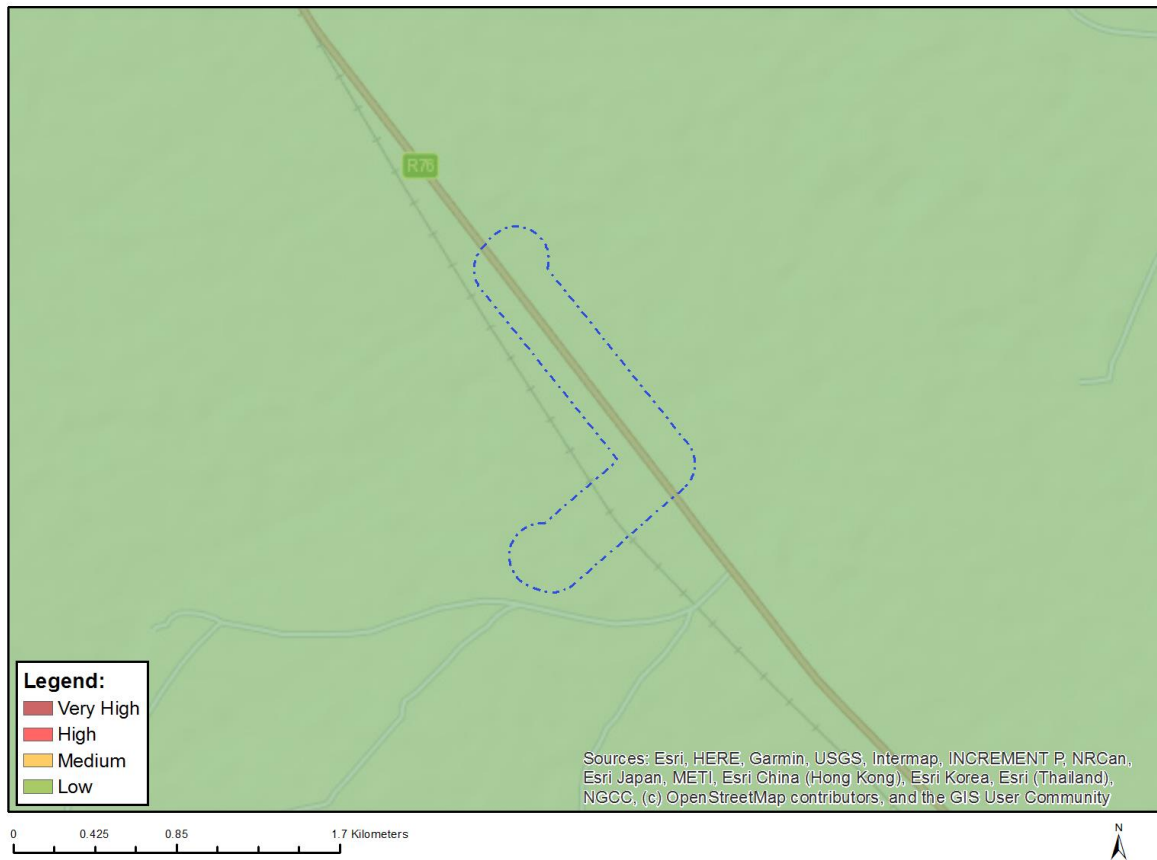 R76
Legend:
Very High
High
Medium
Low
Sources: Esri, HERE, Garmin, USGS, Intermap, INCREMENT P, NRCan,
Esri Japan, METI, Esri China (Hong Kong), Esri Korea, Esri (Thailand),
NGCC, (c) OpenStreetMap contributors, and the GIS User Community
0 0.425 0.85 1.7 Kilometers
N